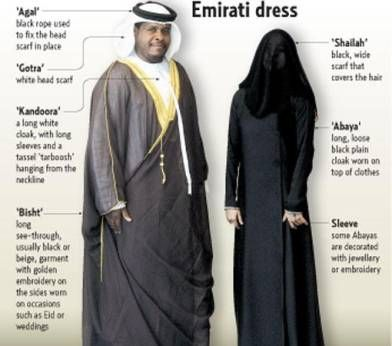 Emirati dress
'Agal'
black rope used
to fix the head
scarf in place
'Gotra'
white head scarf
'Kandoora'
a long white
cloak, with long
sleeves and a
tassel 'tarboosh'
hanging from the
neckline
'Bisht'
long
see-through,
usually black or
beige, garment
with golden
embroidery on
the sides worn
on occasions
such as Eid or
weddings
'Shailah'
black, wide
scarf that
covers the hair
'Abaya'
long, loose
black plain
cloak worn on
top of clothes
Sleeve
some Abayas
are decorated
with jewellery
or embroidery